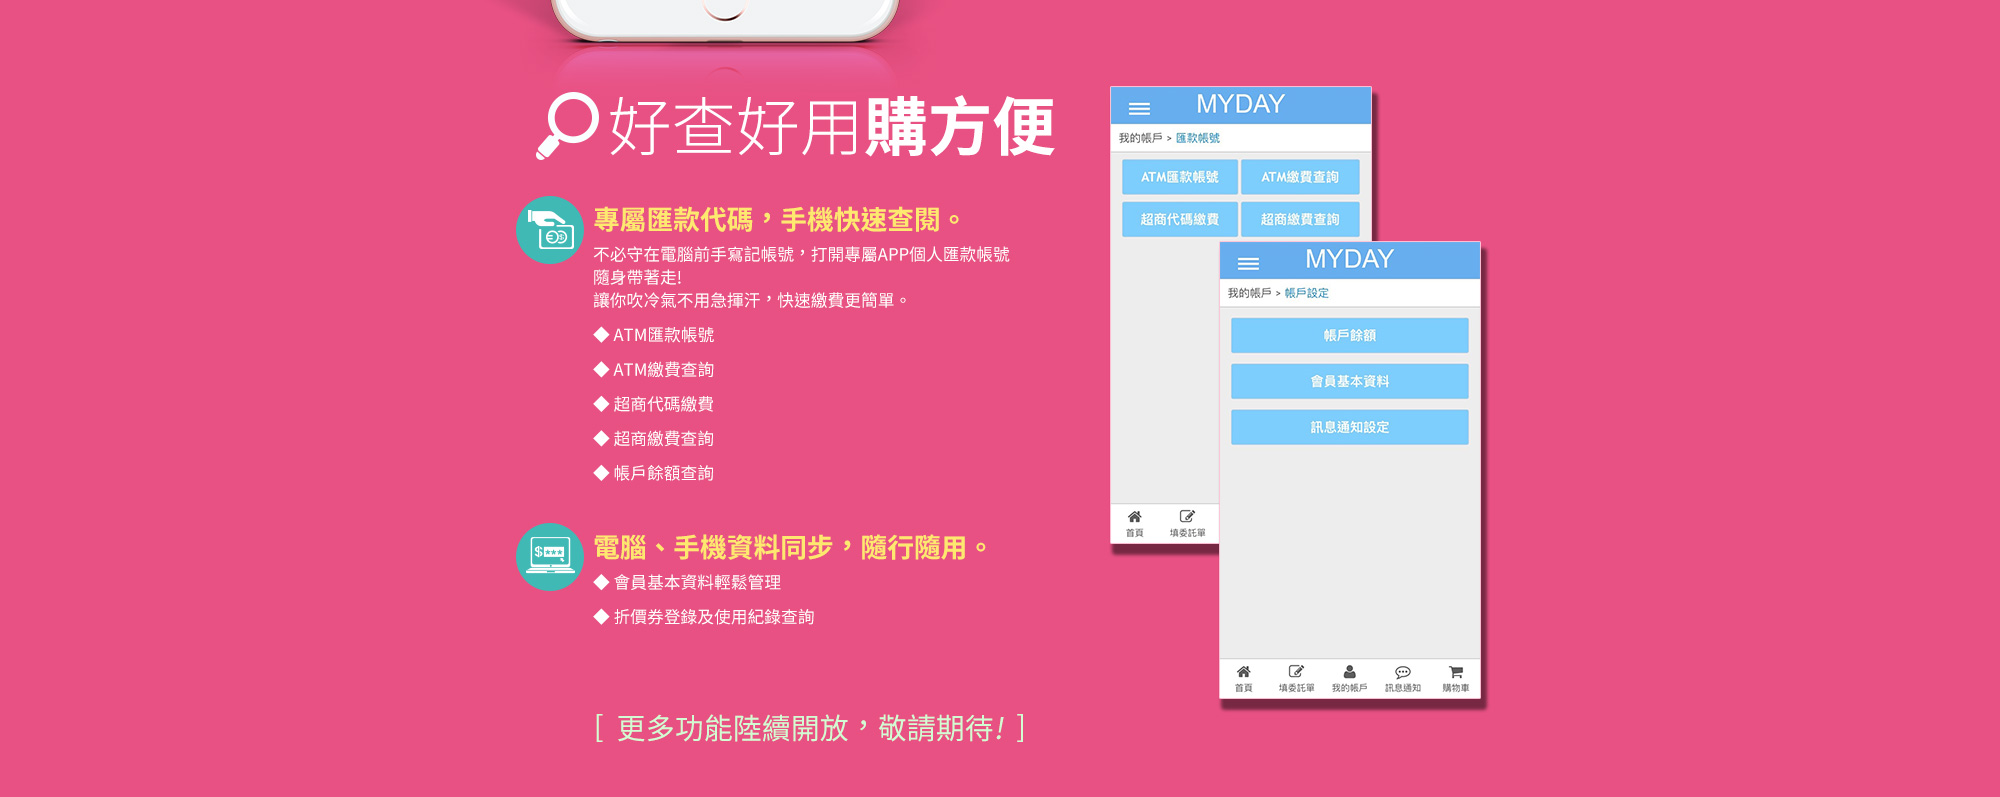 好查好用購方便
專屬匯款代碼，手機快速查閱。
不必守在電腦前手寫記帳號，打開專屬APP個人匯款帳號
隨身帶著走!
讓你吹冷氣不用急揮汗，快速繳費更簡單。
◆ ATM匯款帳號
◆ ATM繳費查詢
◆ 超商代碼繳費
◆ 超商繳費查詢
◆ 帳戶餘額查詢
$ ***
電腦、手機資料同步，隨行隨用。
◆ 會員基本資料輕鬆管理
◆ 折價券登錄及使用紀錄查詢
[ 更多功能陸續開放，敬請期待! ]
MYDAY
我的帳戶 > 匯款帳號
ATM匯款帳號 ATM繳費查詢
超商代碼繳費 超商繳費查詢
首頁 填委託單
MYDAY
我的帳戶 > 帳戶設定
帳戶餘額
會員基本資料
訊息通知設定
首頁 填委託單 我的帳戶 訊息通知 購物車